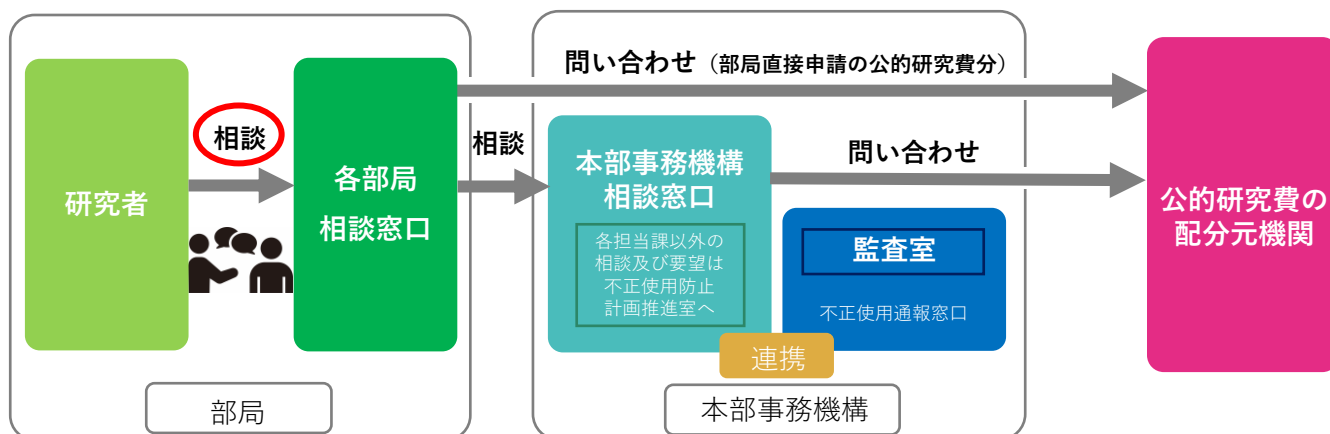 研究者
相談
各部局
相談窓口
部局
問い合わせ（部局直接申請の公的研究費分）
相談
本部事務機構
相談窓口
各担当課以外の
相談及び要望は
不正使用防止
計画推進室へ
問い合わせ
監査室
不正使用通報窓口
連携
本部事務機構
公的研究費の
配分元機関